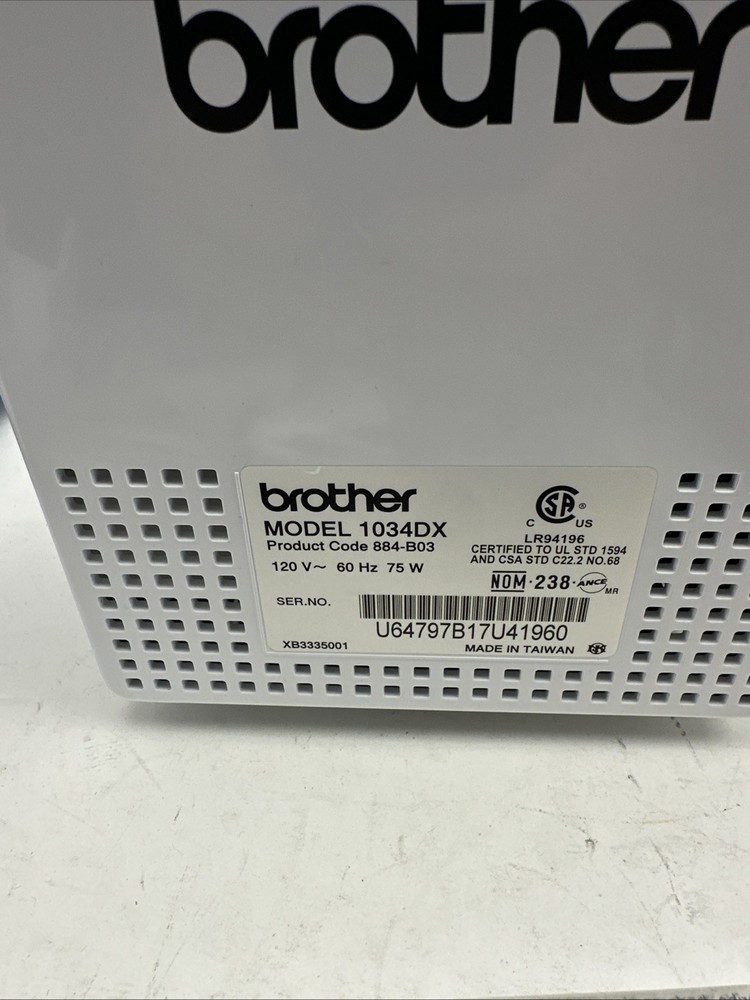 brother
brother
MODEL 1034DX
Product Code 884-B03
120 V~ 60 Hz 75 W
SER.NO.
U64797B17U41960
XB3335001
MADE IN TAIWAN
CSA ®
C US
LR94196
CERTIFIED TO UL STD 1594
AND CSA STD C22.2 NO.68
NOM-238-ANCE
MR